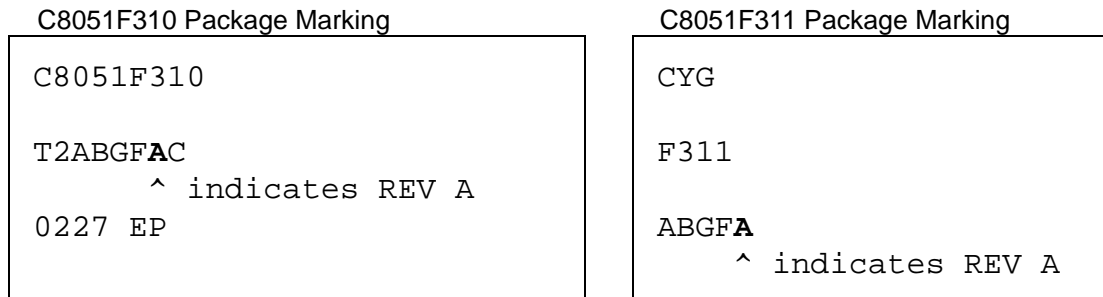 C8051F310 Package Marking
C8051F310
T2ABGFAC
^ indicates REV A
0227 EP
C8051F311 Package Marking
CYG
F311
ABGFA
^ indicates REV A